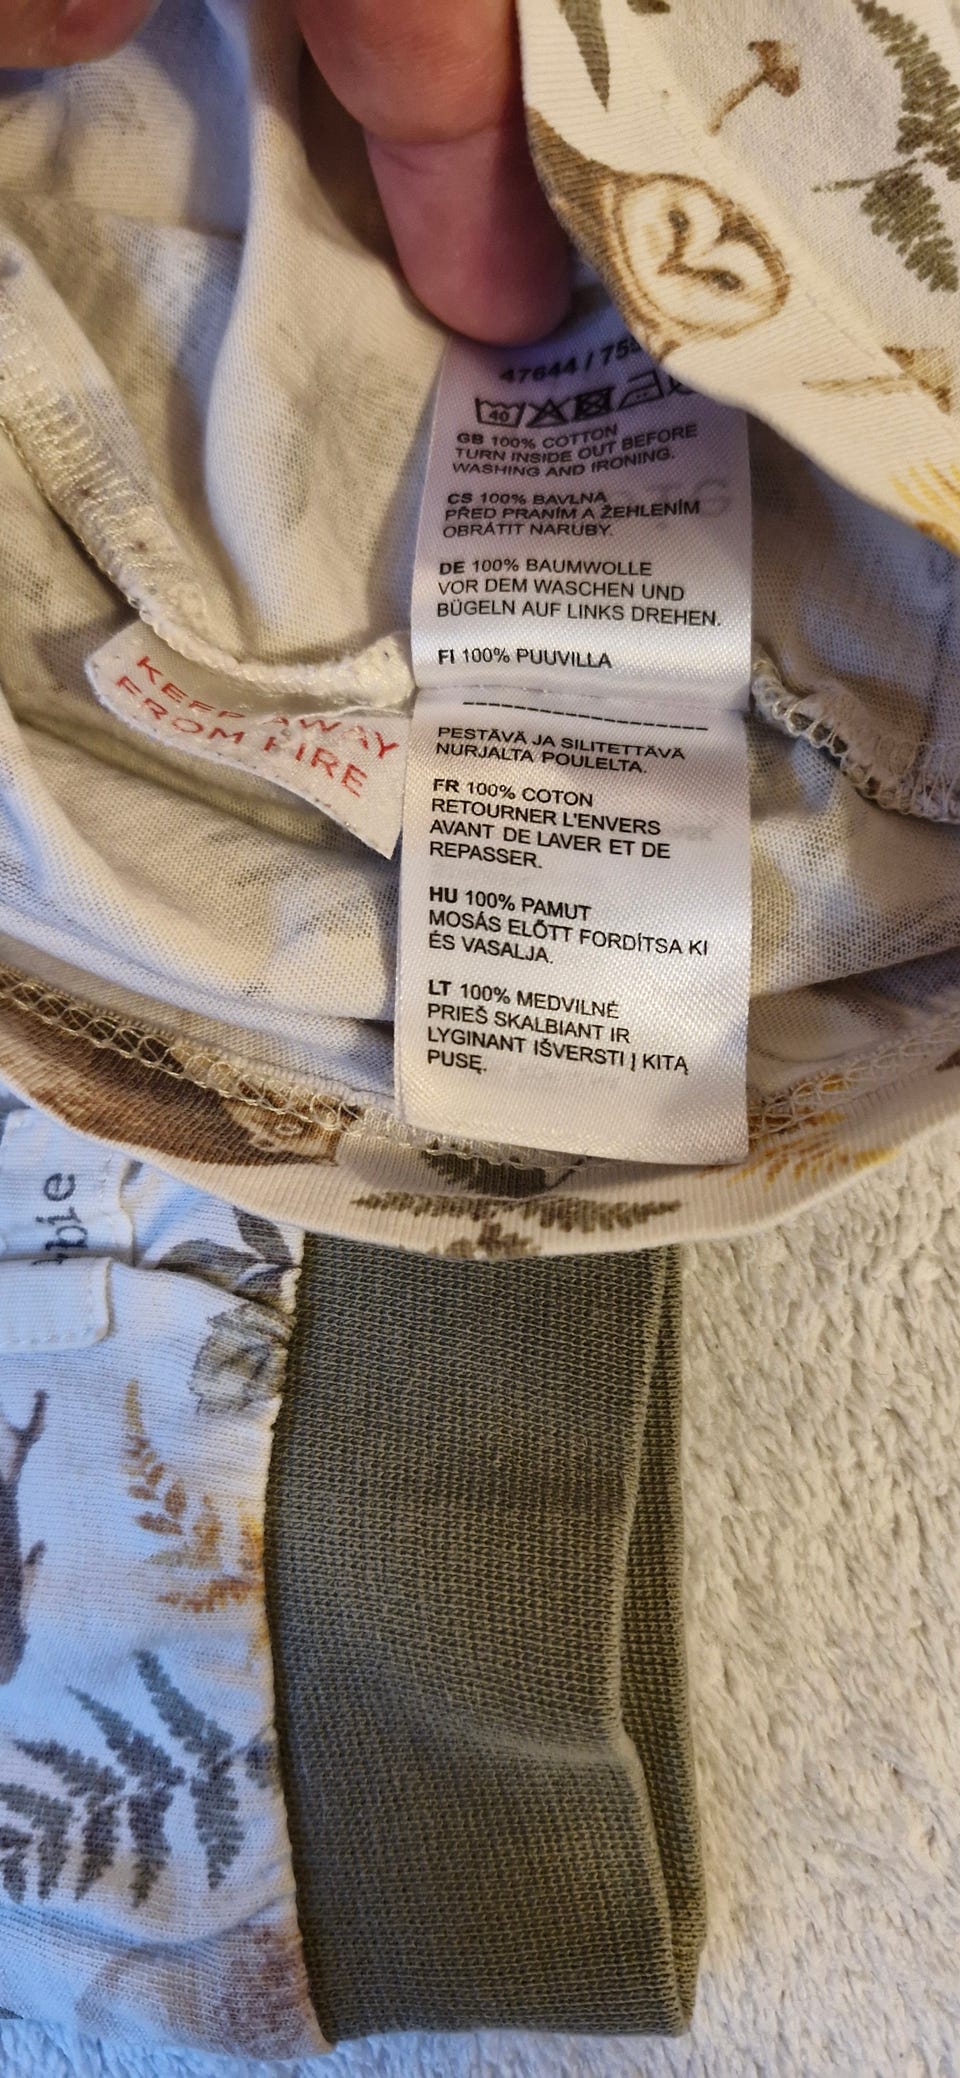 47644 / 755
40
GB 100% COTTON
TURN INSIDE OUT BEFORE
WASHING AND IRONING.
CS 100% BAVLNA
PŘED PRANÍM A ŽEHLENÍM
OBRÁTIT NARUBY.
DE 100% BAUMWOLLE
VOR DEM WASCHEN UND
BÜGELN AUF LINKS DREHEN.
FI 100% PUUVILLA
PESTÄVÄ JA SILITETTÄVÄ
NURJALTA POULELTA.
FR 100% COTON
RETOURNER L'ENVERS
AVANT DE LAVER ET DE
REPASSER.
HU 100% PAMUT
MOSÁS ELŐTT FORDÍTSA KI
ÉS VASALJA.
LT 100% MEDVILNĖ
PRIEŠ SKALBIANT IR
LYGINANT IŠVERSTI Į KITĄ
PUSĘ.
KEEP AWAY
FROM FIRE